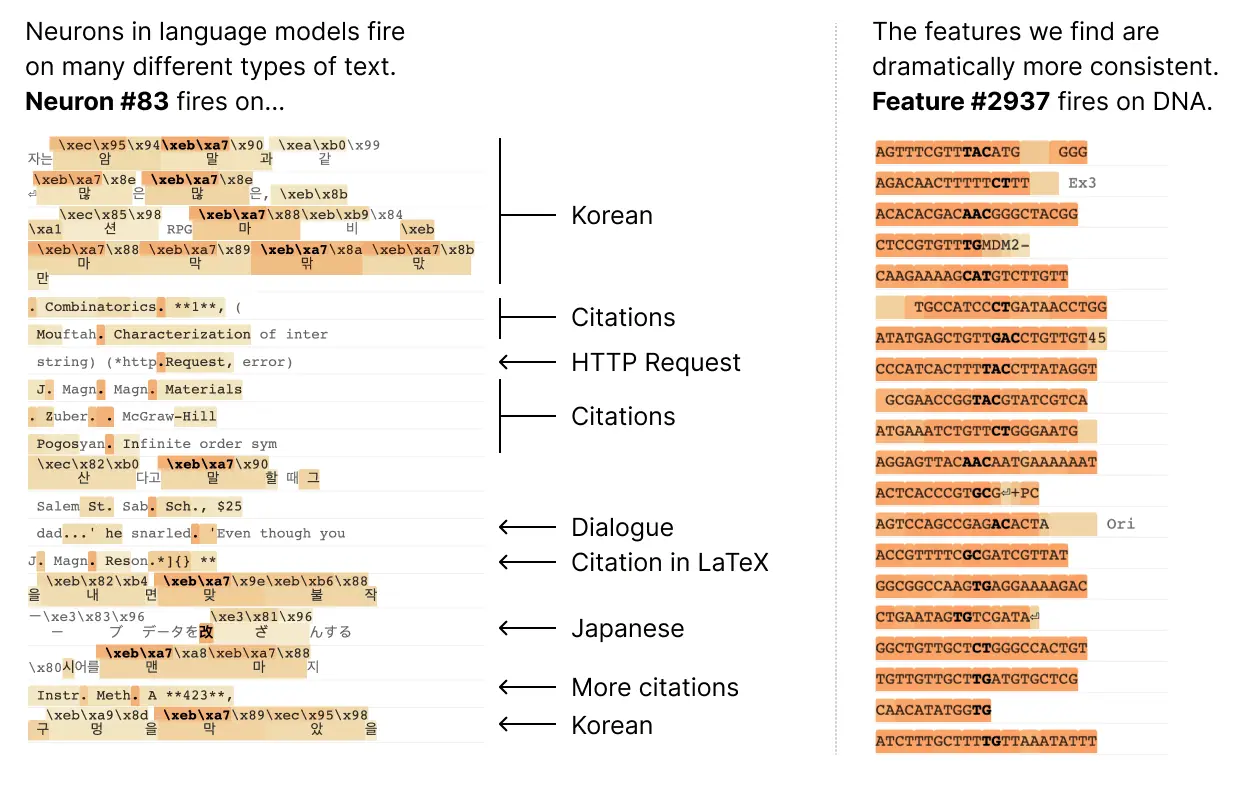 Neurons in language models fire
on many different types of text.
Neuron #83 fires on...
\xec\x95\x94\xeb\xa7\x90 \xea\xb0\x99
자는 암 말 과 같
\xeb\xa7\x8e \xeb\xa7\x8e
⏎ 많 은 많 은, \xeb\x8b
\xec\x85\x98 \xeb\xa7\x88\xeb\xb9\x84
\xa1 션 RPG 마 비 \xeb
\xeb\xa7\x88 \xeb\xa7\x89 \xeb\xa7\x8a \xeb\xa7\x8b
마 막 맊 맋
만
. Combinatorics. **1**, (
Mouftah. Characterization of inter
string) (*http.Request, error)
J. Magn. Magn. Materials
. Zuber. . McGraw-Hill
Pogosyan. Infinite order sym
\xec\x82\xb0 \xeb\xa7\x90
산 다고 말 할 때 그
Salem St. Sab. Sch., $25
dad...' he snarled. 'Even though you
J. Magn. Reson.*]{} **
\xeb\x82\xb4 \xeb\xa7\x9e\xeb\xb6\x88
을 내 면 맞 불 작
ー\xe3\x83\x96 \xe3\x81\x96
ー ブ データを改 ざ んする
\xeb\xa7\xa8\xeb\xa7\x88
\x80시어를 맨 마 지
Instr. Meth. A **423**,
\xeb\xa9\x8d \xeb\xa7\x89\xec\x95\x98
구 멍 을 막 았 을
Korean
Citations
HTTP Request
Citations
Dialogue
Citation in LaTeX
Japanese
More citations
Korean
The features we find are
dramatically more consistent.
Feature #2937 fires on DNA.
AGTTTCGTTTACATG GGG
AGACAACTTTTTCTTT Ex3
ACACACGACAACGGGCTACGG
CTCCGTGTTTGMDM2-
CAAGAAAAGCATGTCTTGTT
TGCCATCCCTGATAACCTGG
ATATGAGCTGTTGACCTGTTGT45
CCCATCACTTTTACCTTATAGGT
GCGAACCGGTACGTATCGTCA
ATGAAATCTGTTCTGGGAATG
AGGAGTTACAACAATGAAAAAAT
ACTCACCCGTGCG⏎+PC
AGTCCAGCCGAGACACTA Ori
ACCGTTTTCGCGATCGTTAT
GGCGGCCAAGTGAGGAAAAGAC
CTGAATAGTGTCGATA⏎
GGCTGTTGCTCTGGGCCACTGT
TGTTGTTGCTTGATGTGCTCG
CAACATATGGTG
ATCTTTGCTTTTGTTAAATATTT